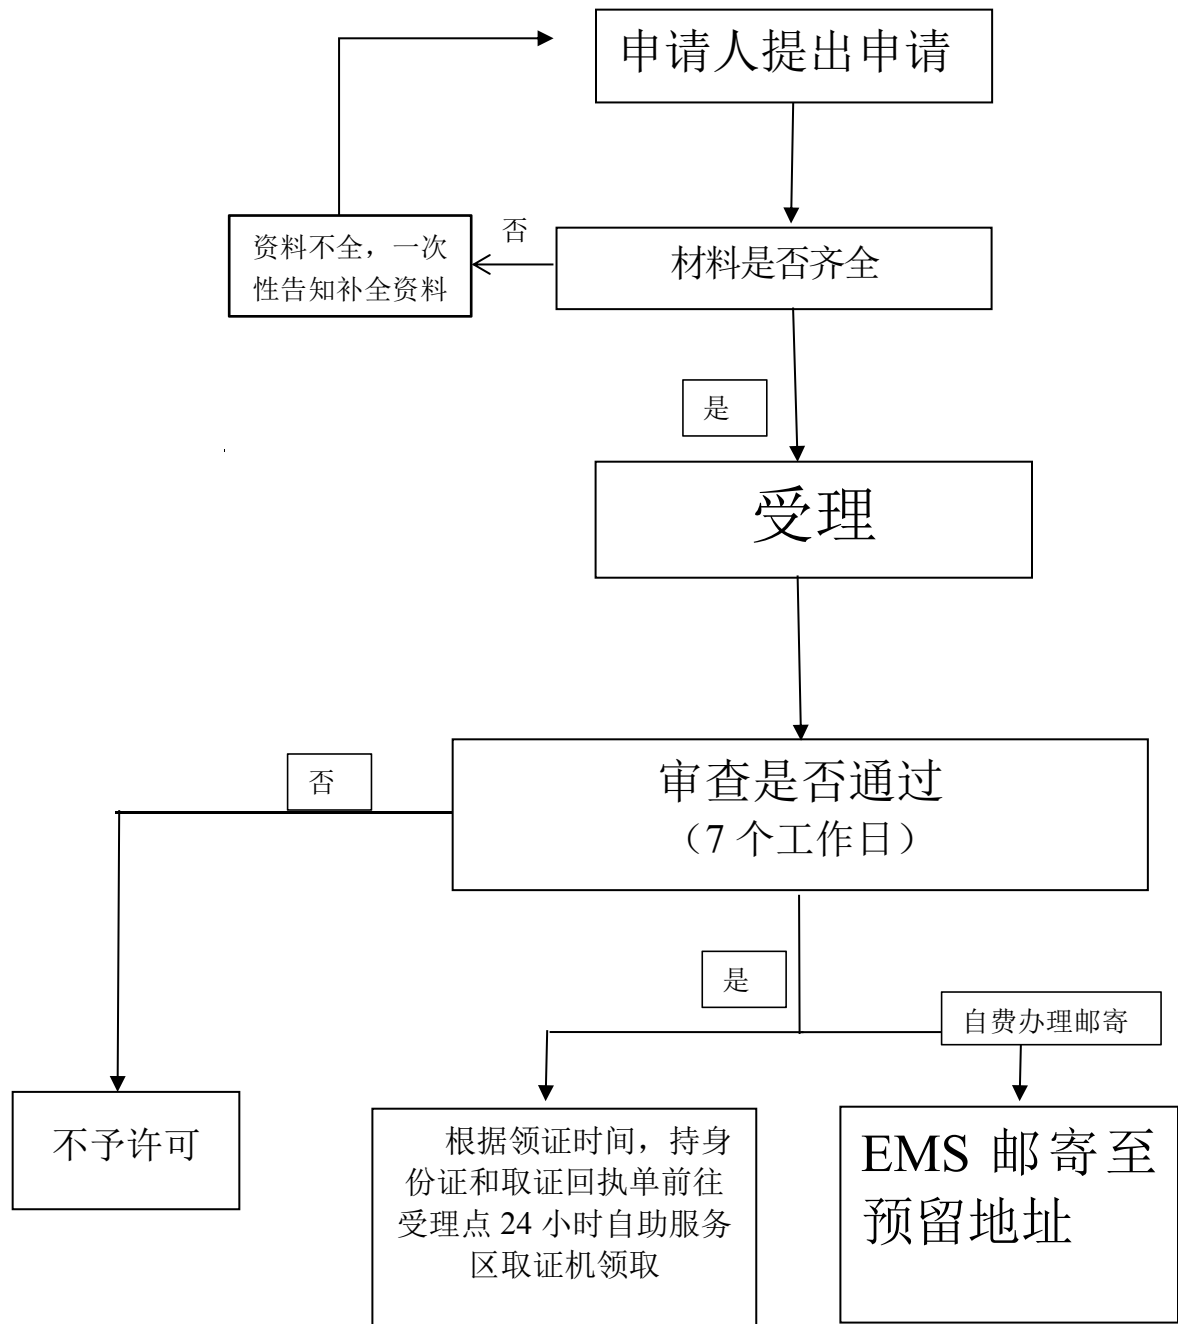 申请人提出申请
否
资料不全，一次
性告知补全资料
材料是否齐全
是
受理
否
审查是否通过
（7 个工作日）
是
自费办理邮寄
不予许可
根据领证时间，持身
份证和取证回执单前往
受理点 24 小时自助服务
区取证机领取
EMS 邮寄至
预留地址